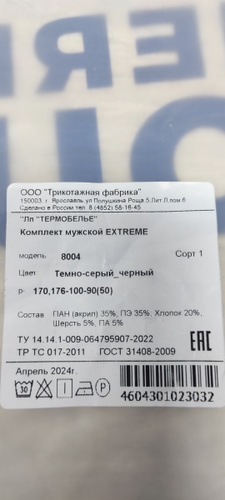 ООО "Трикотажная фабрика"
150003, г. Ярославль ул.Полушкина Роща 5,Лит.Л,пом.6
Сделано в России тел. 8 (4852) 58-16-45
"Лп "ТЕРМОБЕЛЬЕ"
Комплект мужской EXTREME
модель 8004 Сорт 1
Цвет Темно-серый_черный
р 170,176-100-90(50)
Состав ПАН (акрил) 35%, ПЭ 35%, Хлопок 20%,
Шерсть 5%, ПА 5%
ТУ 14.14.1-009-064795907-2022
ТР ТС 017-2011 ГОСТ 31408-2009
EAC
Апрель 2024г.
30
P
4604301023032